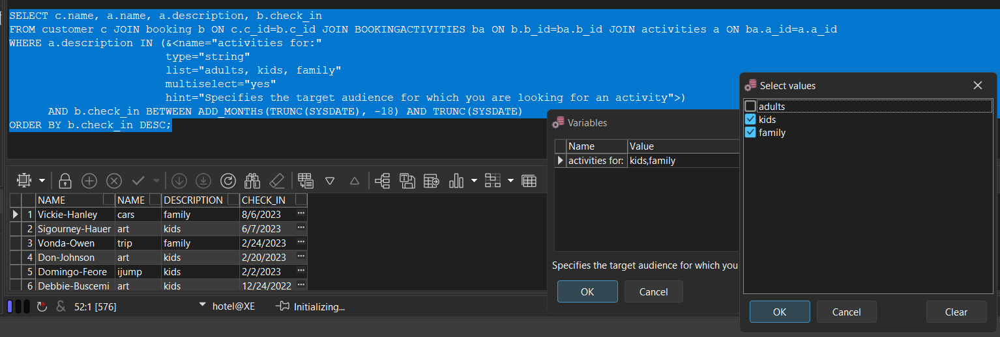 SELECT c.name, a.name, a.description, b.check_in
FROM customer c JOIN booking b ON c.c_id=b.c_id JOIN BOOKINGACTIVITIES ba ON b.b_id=ba.b_id JOIN activities a ON ba.a_id=a.a_id
WHERE a.description IN (&<name="activities for:"
type="string"
list="adults, kids, family"
multiselect="yes"
hint="Specifies the target audience for which you are looking for an activity">)
AND b.check_in BETWEEN ADD_MONTHs(TRUNC(SYSDATE), -18) AND TRUNC(SYSDATE)
ORDER BY b.check_in DESC;
NAME NAME DESCRIPTION CHECK_IN
1 Vickie-Hanley cars family 8/6/2023 ...
2 Sigourney-Hauer art kids 6/7/2023 ...
3 Vonda-Owen trip family 2/24/2023 ...
4 Don-Johnson art kids 2/20/2023 ...
5 Domingo-Feore ijump kids 2/2/2023 ...
6 Debbie-Buscemi art kids 12/24/2022 ...
& 52:1 [576] hotel@XE Initializing...
Variables
Name Value
activities for: kids,family
Specifies the target audience for which you
OK Cancel
Select values
adults
kids
family
OK Cancel Clear